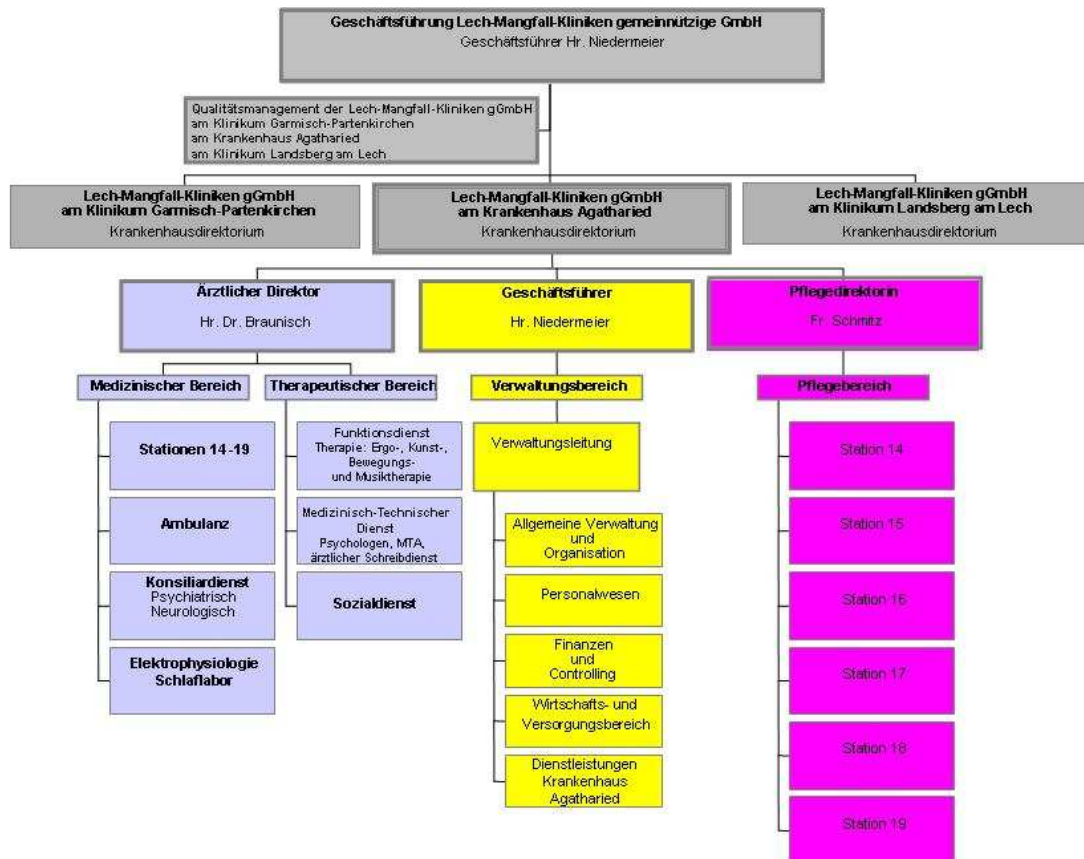 Geschäftsführung Lech-Mangfall-Kliniken gemeinnützige GmbH
Geschäftsführer Hr. Niedermeier
Qualitätsmanagement der Lech-Mangfall-Kliniken gGmbH
am Klinikum Garmisch-Partenkirchen
am Krankenhaus Agatharied
am Klinikum Landsberg am Lech
Lech-Mangfall-Kliniken gGmbH
am Klinikum Garmisch-Partenkirchen
Krankenhausdirektorium
Lech-Mangfall-Kliniken gGmbH
am Krankenhaus Agatharied
Krankenhausdirektorium
Lech-Mangfall-Kliniken gGmbH
am Klinikum Landsberg am Lech
Krankenhausdirektorium
Ärztlicher Direktor
Hr. Dr. Braunisch
Geschäftsführer
Hr. Niedermeier
Pflegedirektorin
Fr. Schmitz
Medizinischer Bereich
Stationen 14-19
Ambulanz
Konsiliardienst
Psychiatrisch
Neurologisch
Elektrophysiologie
Schlaflabor
Therapeutischer Bereich
Funktionsdienst
Therapie: Ergo-, Kunst-,
Bewegungs-
und Musiktherapie
Medizinisch-Technischer
Dienst
Psychologen, MTA,
ärztlicher Schreibdienst
Sozialdienst
Verwaltungsbereich
Verwaltungsleitung
Allgemeine Verwaltung
und
Organisation
Personalwesen
Finanzen
und
Controlling
Wirtschafts- und
Versorgungsbereich
Dienstleistungen
Krankenhaus
Agatharied
Pflegebereich
Station 14
Station 15
Station 16
Station 17
Station 18
Station 19